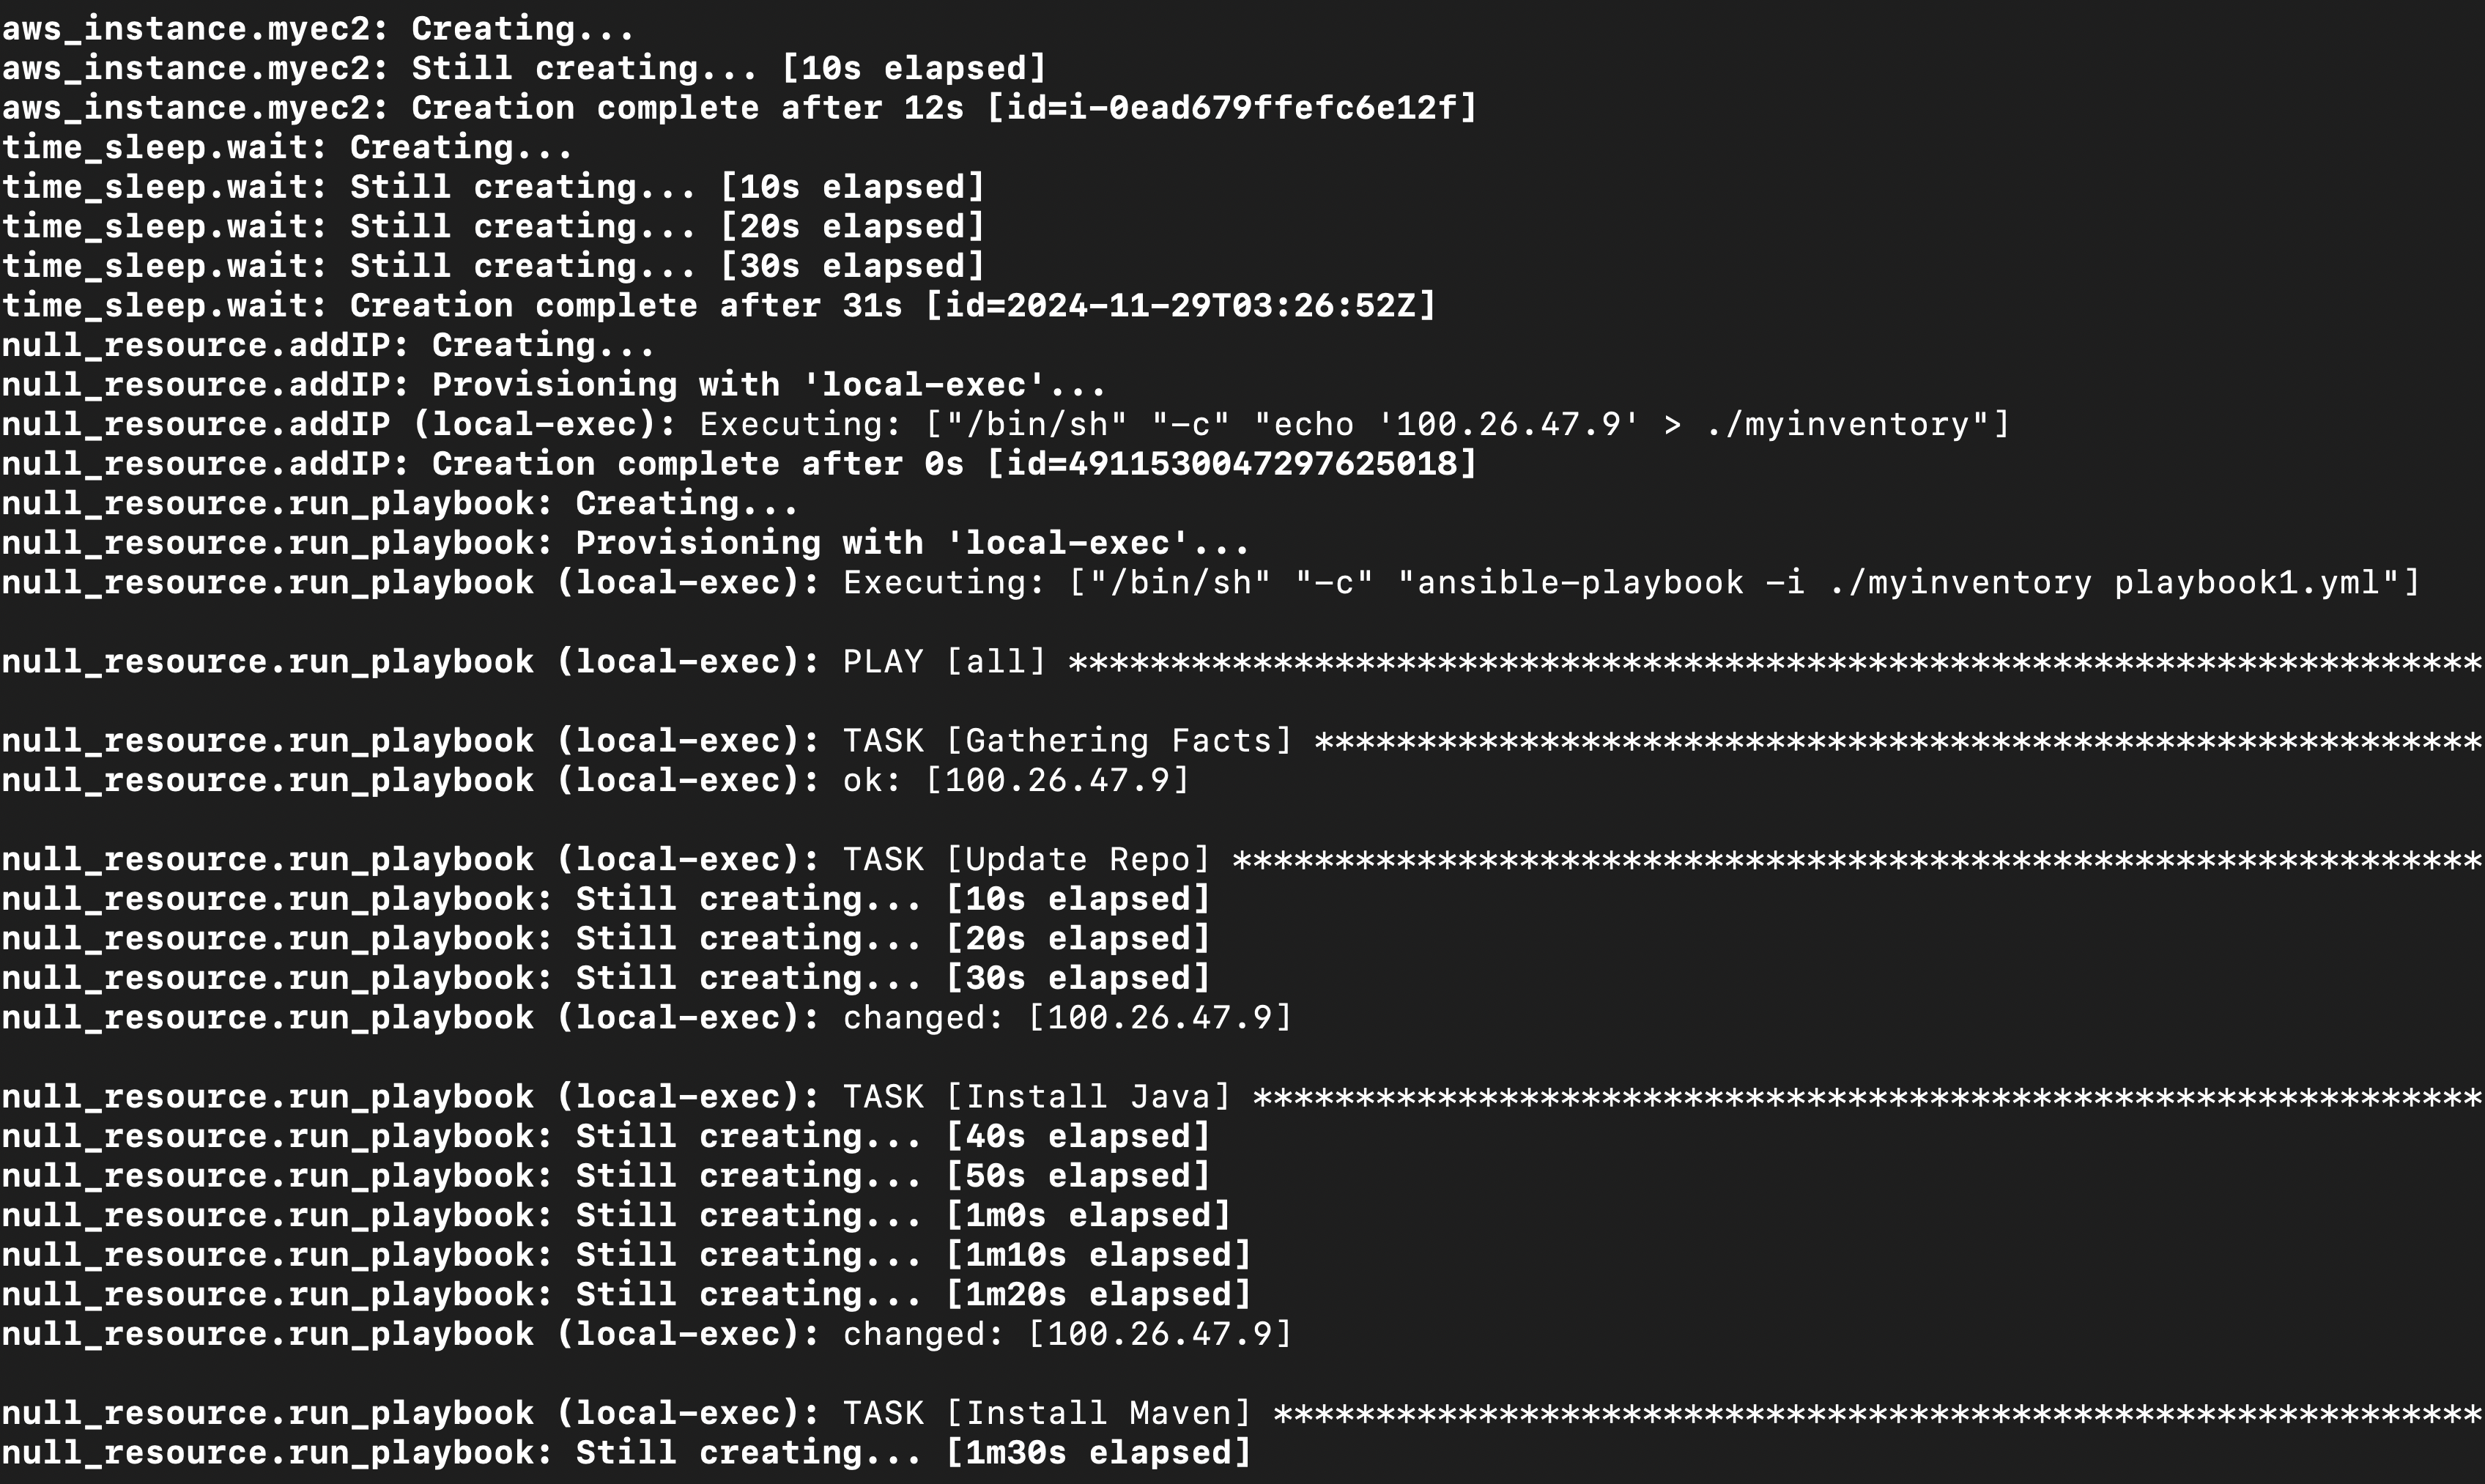 aws_instance.myec2: Creating...
aws_instance.myec2: Still creating... [10s elapsed]
aws_instance.myec2: Creation complete after 12s [id=i-0ead679ffefc6e12f]
time_sleep.wait: Creating...
time_sleep.wait: Still creating... [10s elapsed]
time_sleep.wait: Still creating... [20s elapsed]
time_sleep.wait: Still creating... [30s elapsed]
time_sleep.wait: Creation complete after 31s [id=2024-11-29T03:26:52Z]
null_resource.addIP: Creating...
null_resource.addIP: Provisioning with 'local-exec'...
null_resource.addIP (local-exec): Executing: ["/bin/sh" "-c" "echo '100.26.47.9' > ./myinventory"]
null_resource.addIP: Creation complete after 0s [id=4911530047297625018]
null_resource.run_playbook: Creating...
null_resource.run_playbook: Provisioning with 'local-exec'...
null_resource.run_playbook (local-exec): Executing: ["/bin/sh" "-c" "ansible-playbook -i ./myinventory playbook1.yml"]
null_resource.run_playbook (local-exec): PLAY [all] *********************************************************************
null_resource.run_playbook (local-exec): TASK [Gathering Facts] *********************************************************
null_resource.run_playbook (local-exec): ok: [100.26.47.9]
null_resource.run_playbook (local-exec): TASK [Update Repo] *************************************************************
null_resource.run_playbook: Still creating... [10s elapsed]
null_resource.run_playbook: Still creating... [20s elapsed]
null_resource.run_playbook: Still creating... [30s elapsed]
null_resource.run_playbook (local-exec): changed: [100.26.47.9]
null_resource.run_playbook (local-exec): TASK [Install Java] ************************************************************
null_resource.run_playbook: Still creating... [40s elapsed]
null_resource.run_playbook: Still creating... [50s elapsed]
null_resource.run_playbook: Still creating... [1m0s elapsed]
null_resource.run_playbook: Still creating... [1m10s elapsed]
null_resource.run_playbook: Still creating... [1m20s elapsed]
null_resource.run_playbook (local-exec): changed: [100.26.47.9]
null_resource.run_playbook (local-exec): TASK [Install Maven] ***********************************************************
null_resource.run_playbook: Still creating... [1m30s elapsed]